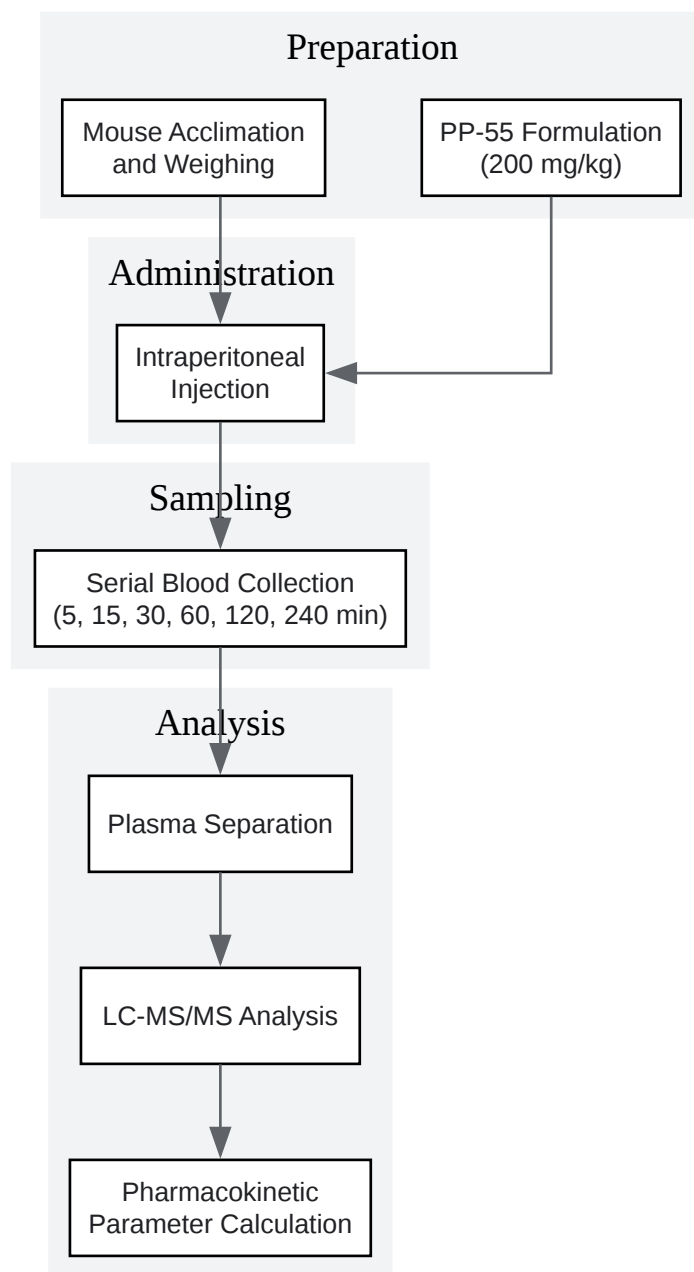 Preparation
Mouse Acclimation
and Weighing
PP-55 Formulation
(200 mg/kg)
Administration
Intraperitoneal
Injection
Sampling
Serial Blood Collection
(5, 15, 30, 60, 120, 240 min)
Analysis
Plasma Separation
LC-MS/MS Analysis
Pharmacokinetic
Parameter Calculation